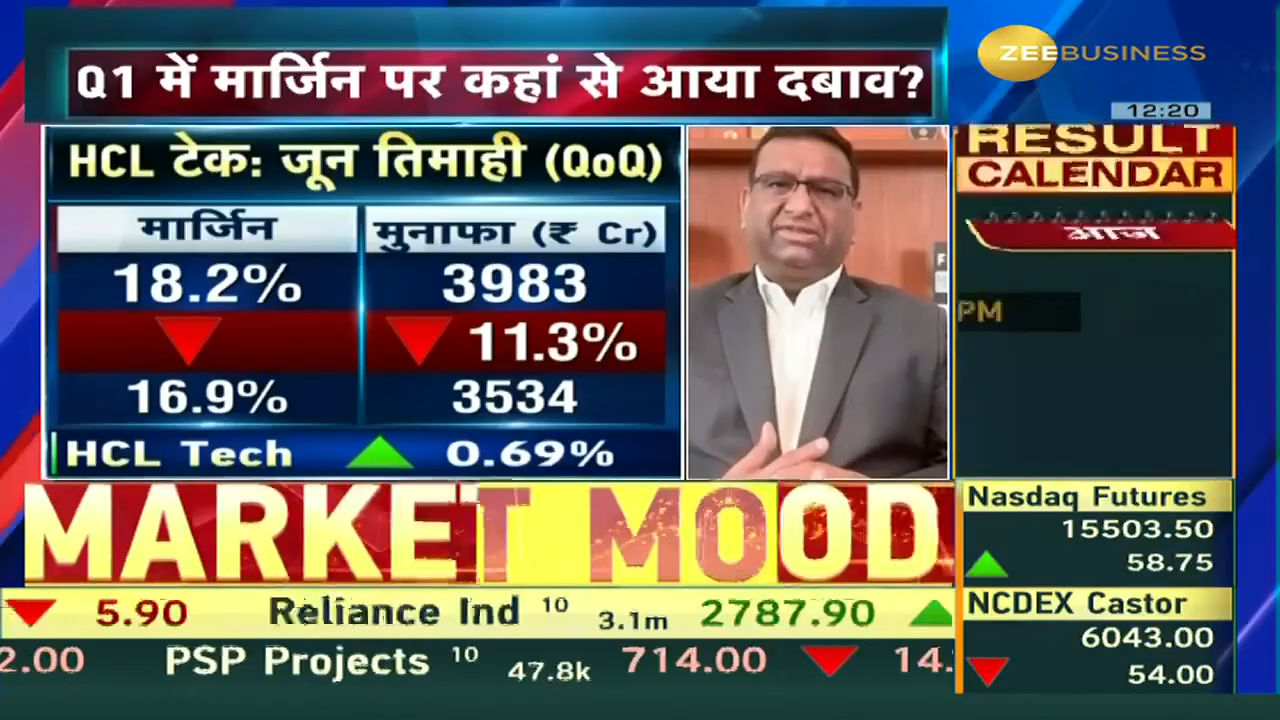 Q1 में मार्जिन पर कहां से आया दबाव?
ZEEBUSINESS
12:20
HCL टेक: जून तिमाही (QoQ)
मार्जिन
मुनाफा (₹ Cr)
18.2%
3983
11.3%
16.9%
3534
HCL Tech 0.69%
RESULT
CALENDAR
आज
PM
MARKET MOOD
Nasdaq Futures
15503.50
58.75
NCDEX Castor
6043.00
54.00
5.90 Reliance Ind 10 3.1m 2787.90
2.00 PSP Projects 10 47.8k 714.00 14.